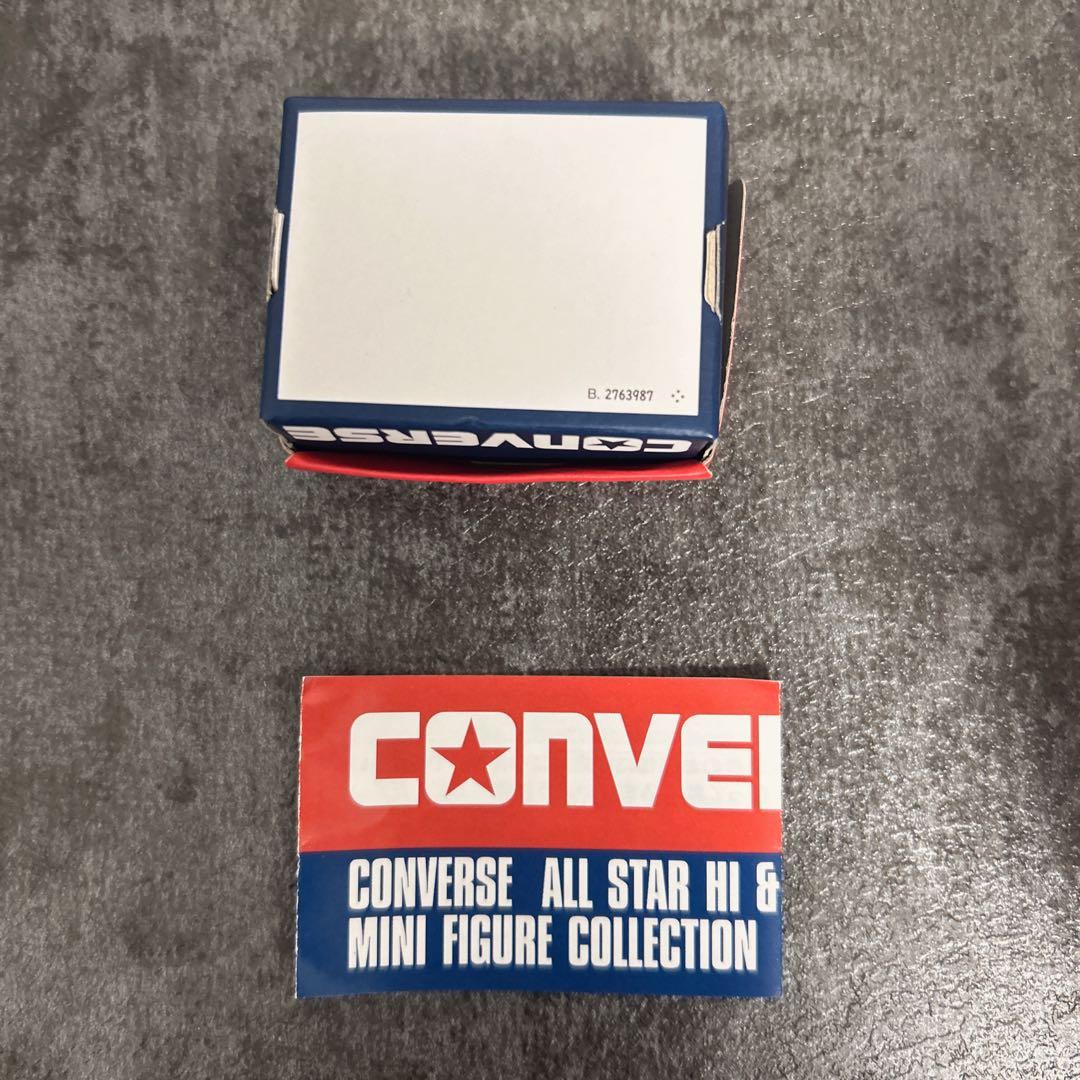 B. 2763987
CONVERSE
CONVE
CONVERSE ALL STAR HI &
MINI FIGURE COLLECTION